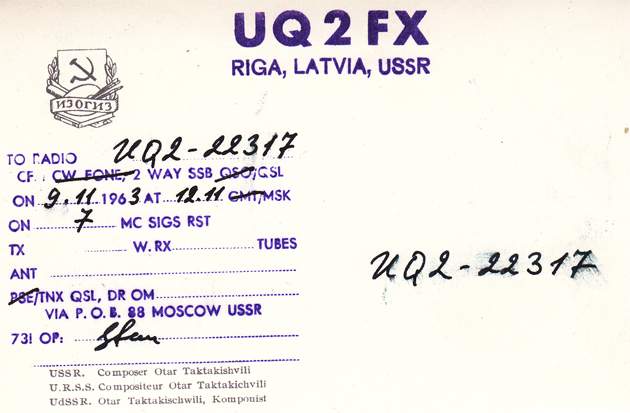 UQ2FX
RIGA, LATVIA, USSR
ИЗОГИЗ
TO RADIO UQ2-22317
CF : CW FONE, 2 WAY SSB QSO/QSL
ON 9.11 1963 AT 12.11 GMT/MSK
ON 7 MC SIGS RST
TX W. RX TUBES
ANT
PSE/TNX QSL, DR OM
VIA P. O. B. 88 MOSCOW USSR
73! OP:
UQ2-22317
USSR. Composer Otar Taktakishvili
U.R.S.S. Compositeur Otar Taktakichvili
UdSSR. Otar Taktakischwili, Komponist